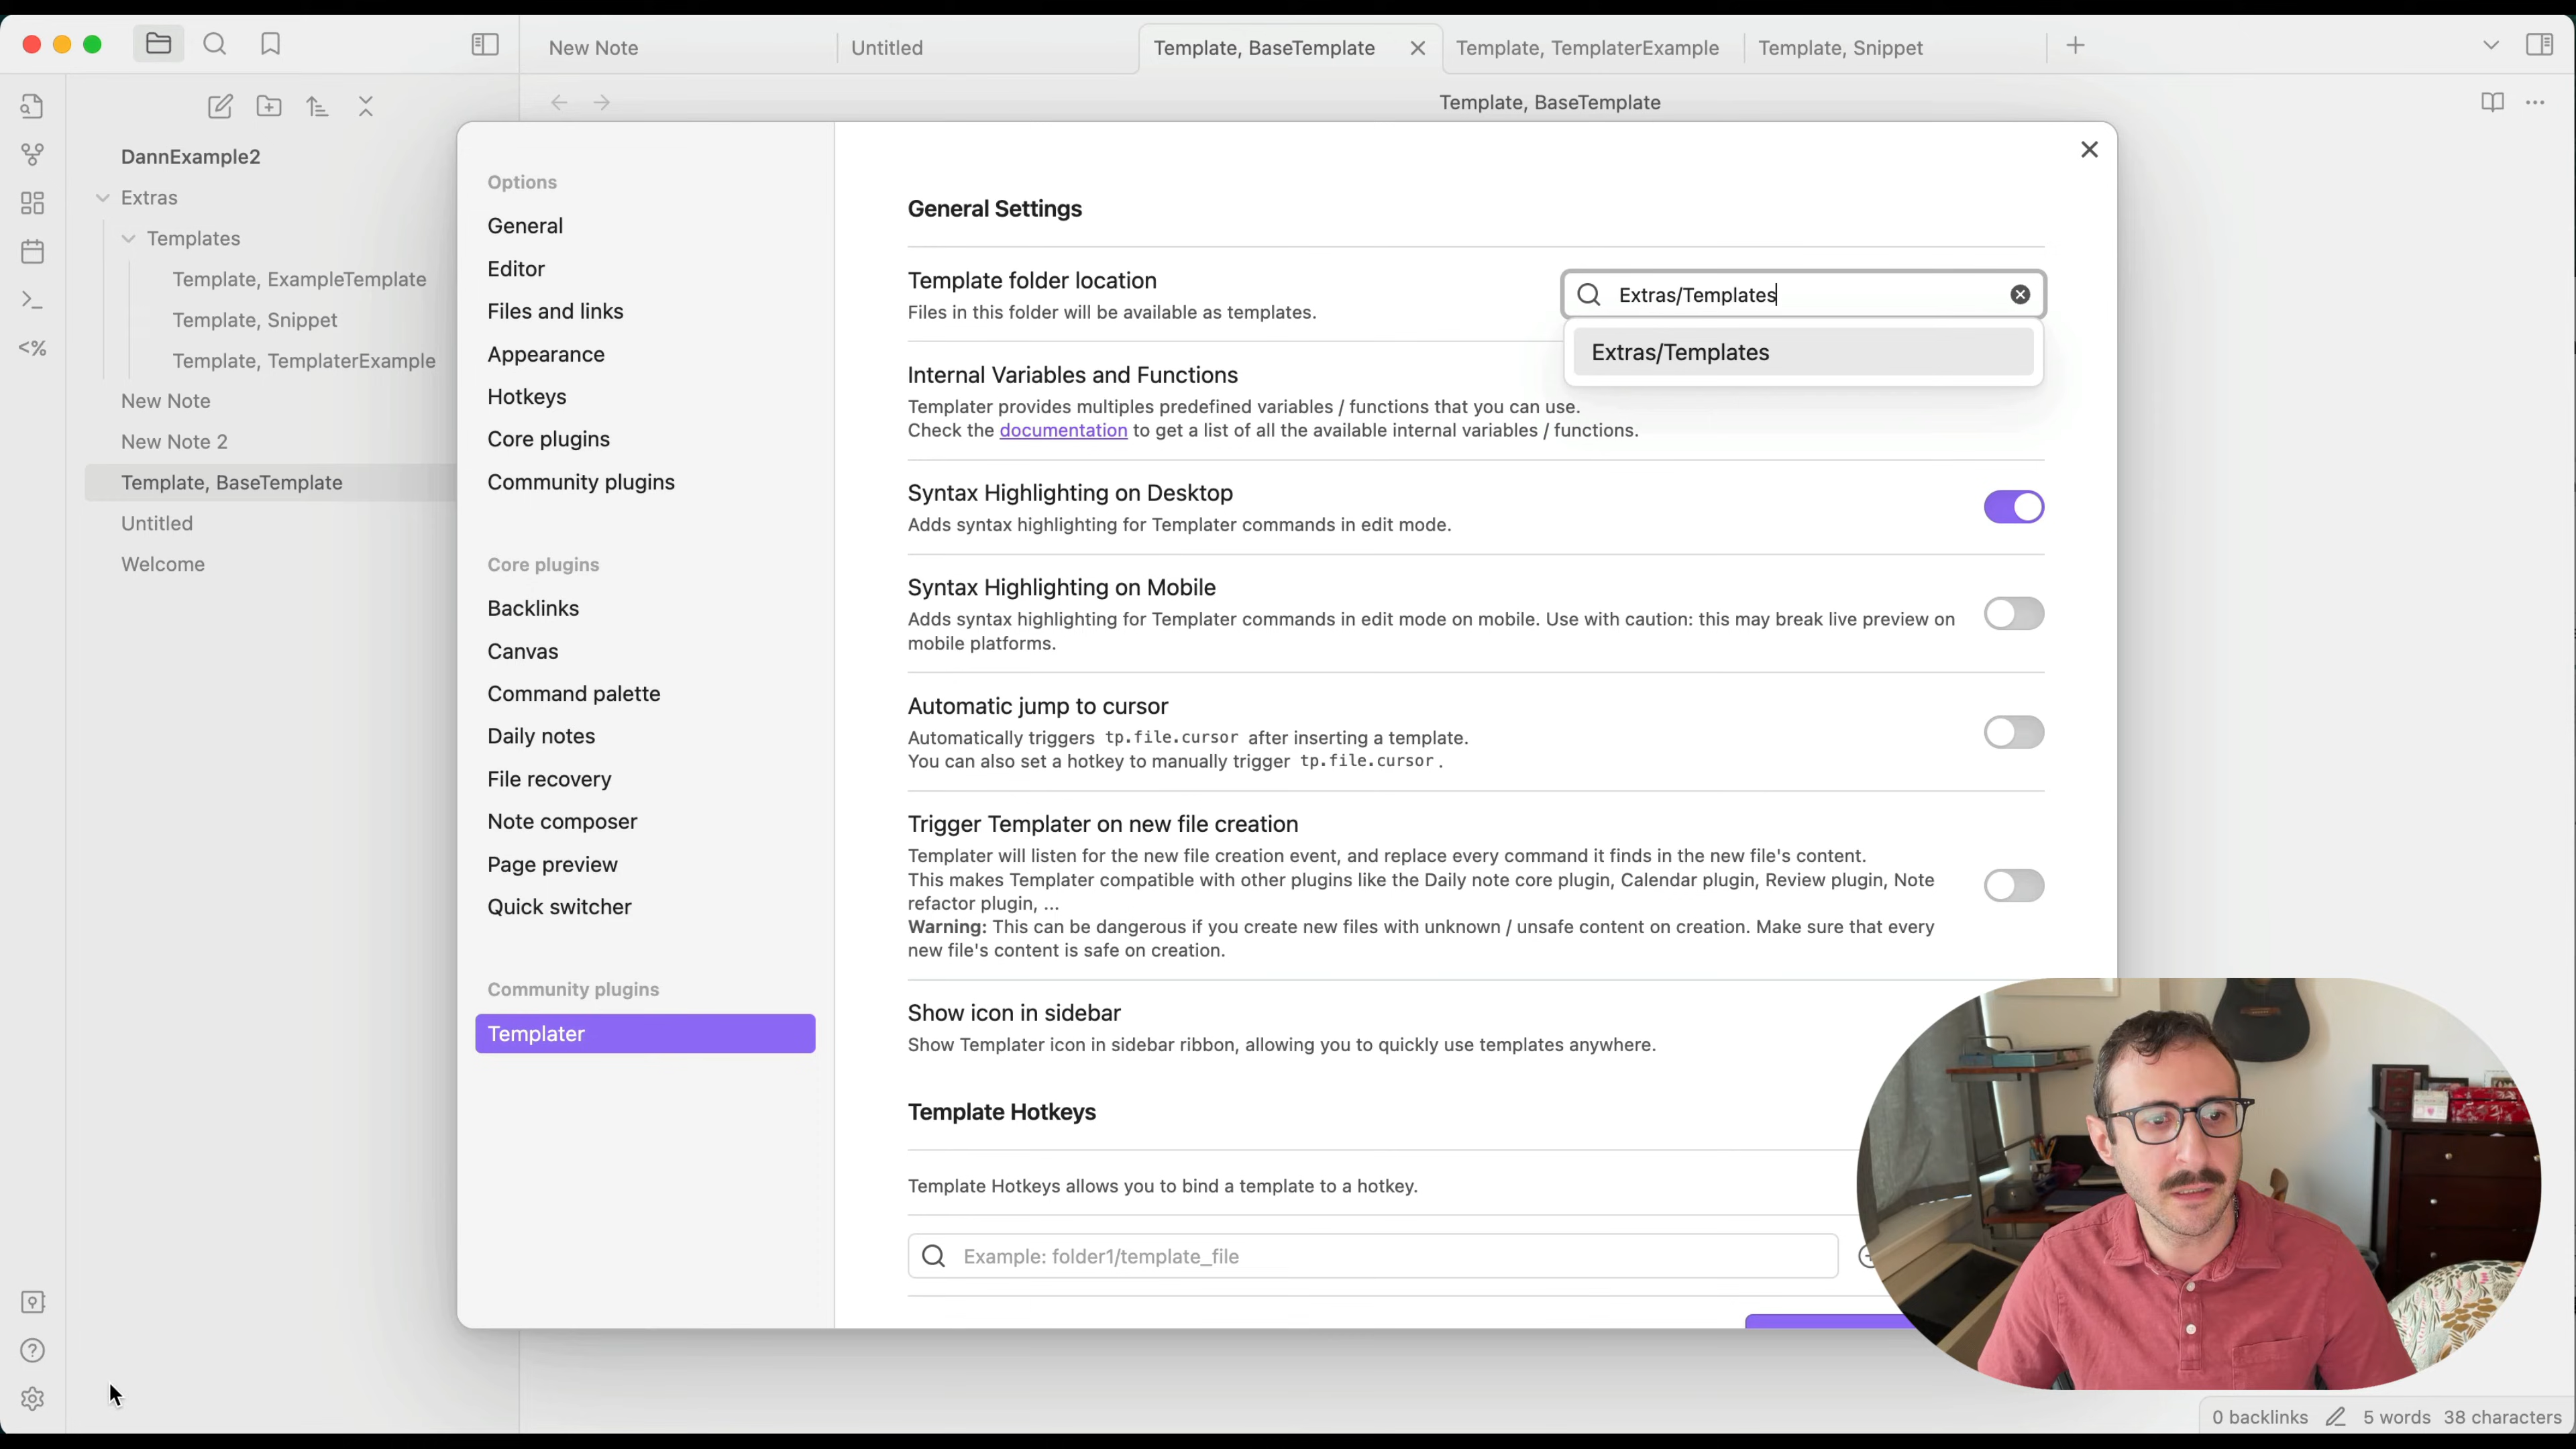 New Note
Untitled
Template, BaseTemplate
Template, TemplaterExample
Template, Snippet
Template, BaseTemplate
DannExample2
Extras
Templates
Template, ExampleTemplate
Template, Snippet
Template, TemplaterExample
New Note
New Note 2
Template, BaseTemplate
Untitled
Welcome
<%
Options
General
Editor
Files and links
Appearance
Hotkeys
Core plugins
Community plugins
Core plugins
Backlinks
Canvas
Command palette
Daily notes
File recovery
Note composer
Page preview
Quick switcher
Community plugins
Templater
General Settings
Template folder location
Files in this folder will be available as templates.
Extras/Templates
Extras/Templates
Internal Variables and Functions
Templater provides multiples predefined variables / functions that you can use.
Check the documentation to get a list of all the available internal variables / functions.
Syntax Highlighting on Desktop
Adds syntax highlighting for Templater commands in edit mode.
Syntax Highlighting on Mobile
Adds syntax highlighting for Templater commands in edit mode on mobile. Use with caution: this may break live preview on
mobile platforms.
Automatic jump to cursor
Automatically triggers tp.file.cursor after inserting a template.
You can also set a hotkey to manually trigger tp.file.cursor.
Trigger Templater on new file creation
Templater will listen for the new file creation event, and replace every command it finds in the new file's content.
This makes Templater compatible with other plugins like the Daily note core plugin, Calendar plugin, Review plugin, Note
refactor plugin, ...
Warning: This can be dangerous if you create new files with unknown / unsafe content on creation. Make sure that every
new file's content is safe on creation.
Show icon in sidebar
Show Templater icon in sidebar ribbon, allowing you to quickly use templates anywhere.
Template Hotkeys
Template Hotkeys allows you to bind a template to a hotkey.
Example: folder1/template_file
0 backlinks 5 words 38 characters